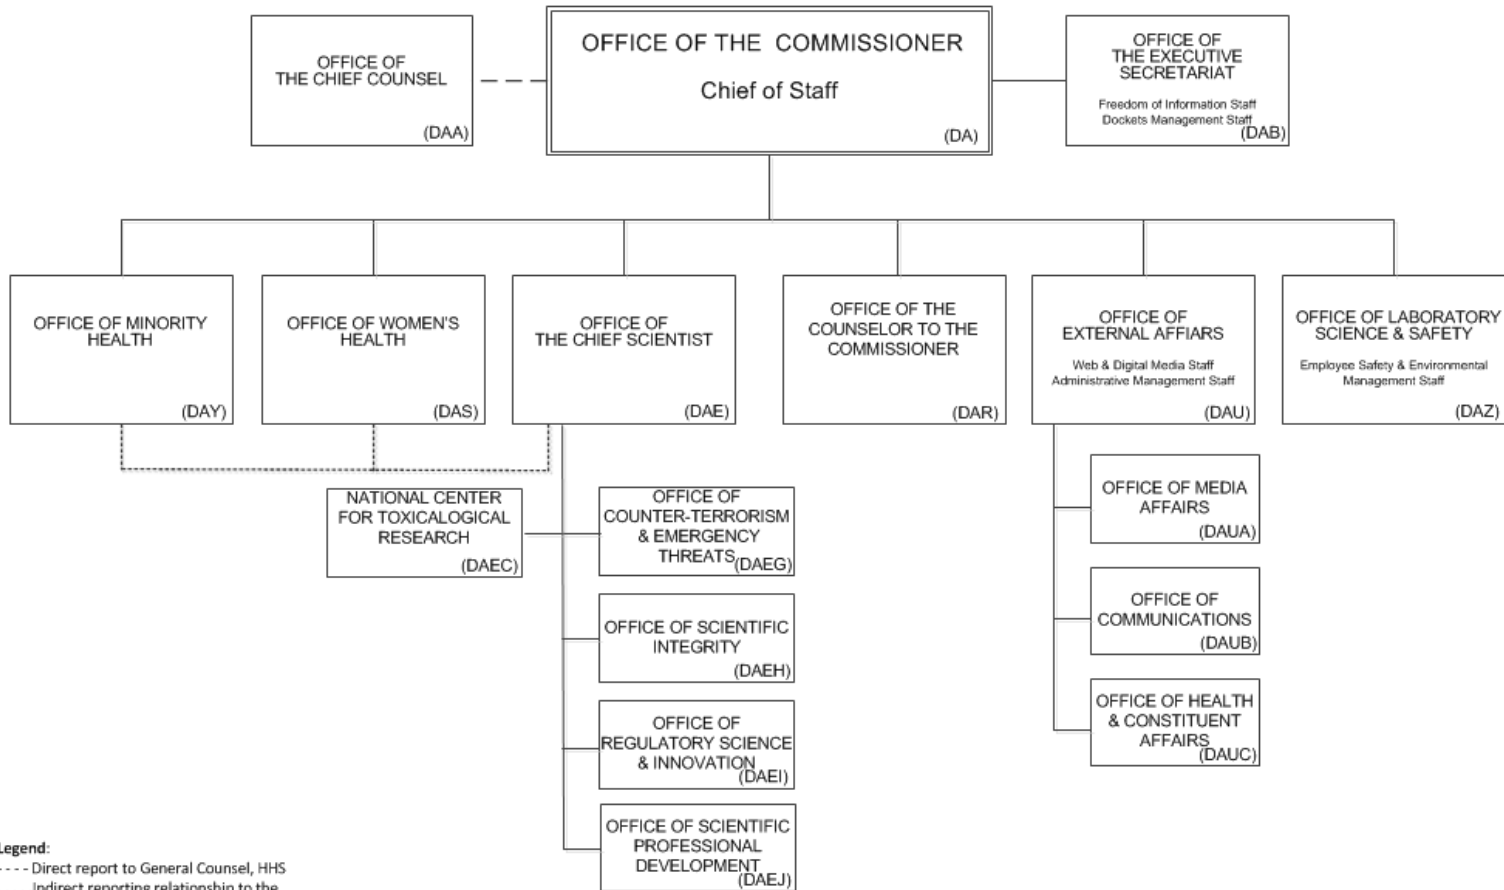 OFFICE OF
THE CHIEF COUNSEL
(DAA)
OFFICE OF THE COMMISSIONER
Chief of Staff
(DA)
OFFICE OF
THE EXECUTIVE
SECRETARIAT
Freedom of Information Staff
Dockets Management Staff
(DAB)
OFFICE OF MINORITY
HEALTH
(DAY)
OFFICE OF WOMEN'S
HEALTH
(DAS)
OFFICE OF
THE CHIEF SCIENTIST
(DAE)
OFFICE OF THE
COUNSELOR TO THE
COMMISSIONER
(DAR)
OFFICE OF
EXTERNAL AFFIARS
Web & Digital Media Staff
Administrative Management Staff
(DAU)
OFFICE OF LABORATORY
SCIENCE & SAFETY
Employee Safety & Environmental
Management Staff
(DAZ)
NATIONAL CENTER
FOR TOXICALOGICAL
RESEARCH
(DAEC)
OFFICE OF
COUNTER-TERRORISM
& EMERGENCY
THREATS
(DAEG)
OFFICE OF SCIENTIFIC
INTEGRITY
(DAEH)
OFFICE OF
REGULATORY SCIENCE
& INNOVATION
(DAEI)
OFFICE OF SCIENTIFIC
PROFESSIONAL
DEVELOPMENT
(DAEJ)
OFFICE OF MEDIA
AFFAIRS
(DAUA)
OFFICE OF
COMMUNICATIONS
(DAUB)
OFFICE OF HEALTH
& CONSTITUENT
AFFAIRS
(DAUC)
Legend:
- - - - Direct report to General Counsel, HHS
Indirect reporting relationship to the